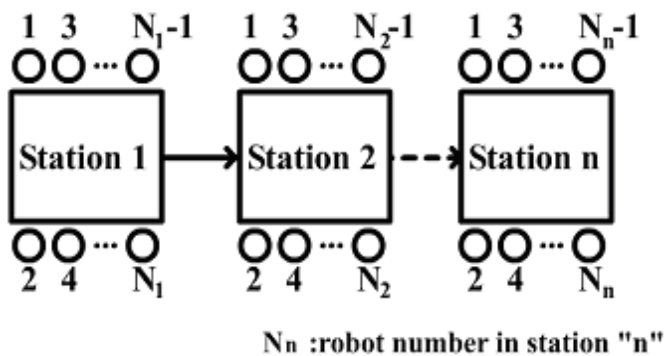 1 3 ... N₁-1 1 3 ... N₂-1 1 3 ... Nₙ-1
Station 1 Station 2 Station n
2 4 ... N₁ 2 4 ... N₂ 2 4 ... Nₙ
Nn :robot number in station "n"